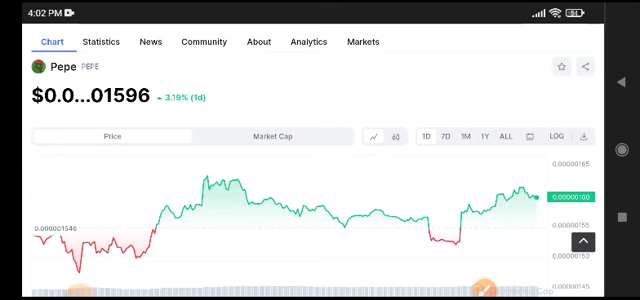 4:02 PM
54
Chart Statistics News Community About Analytics Markets
Pepe PEPE
$0.0...01596 3.19% (1d)
Price Market Cap 1D 7D 1M 1Y ALL LOG
0.00000165
0.00000160
0.000001546
0.00000155
0.00000150
0.00000145